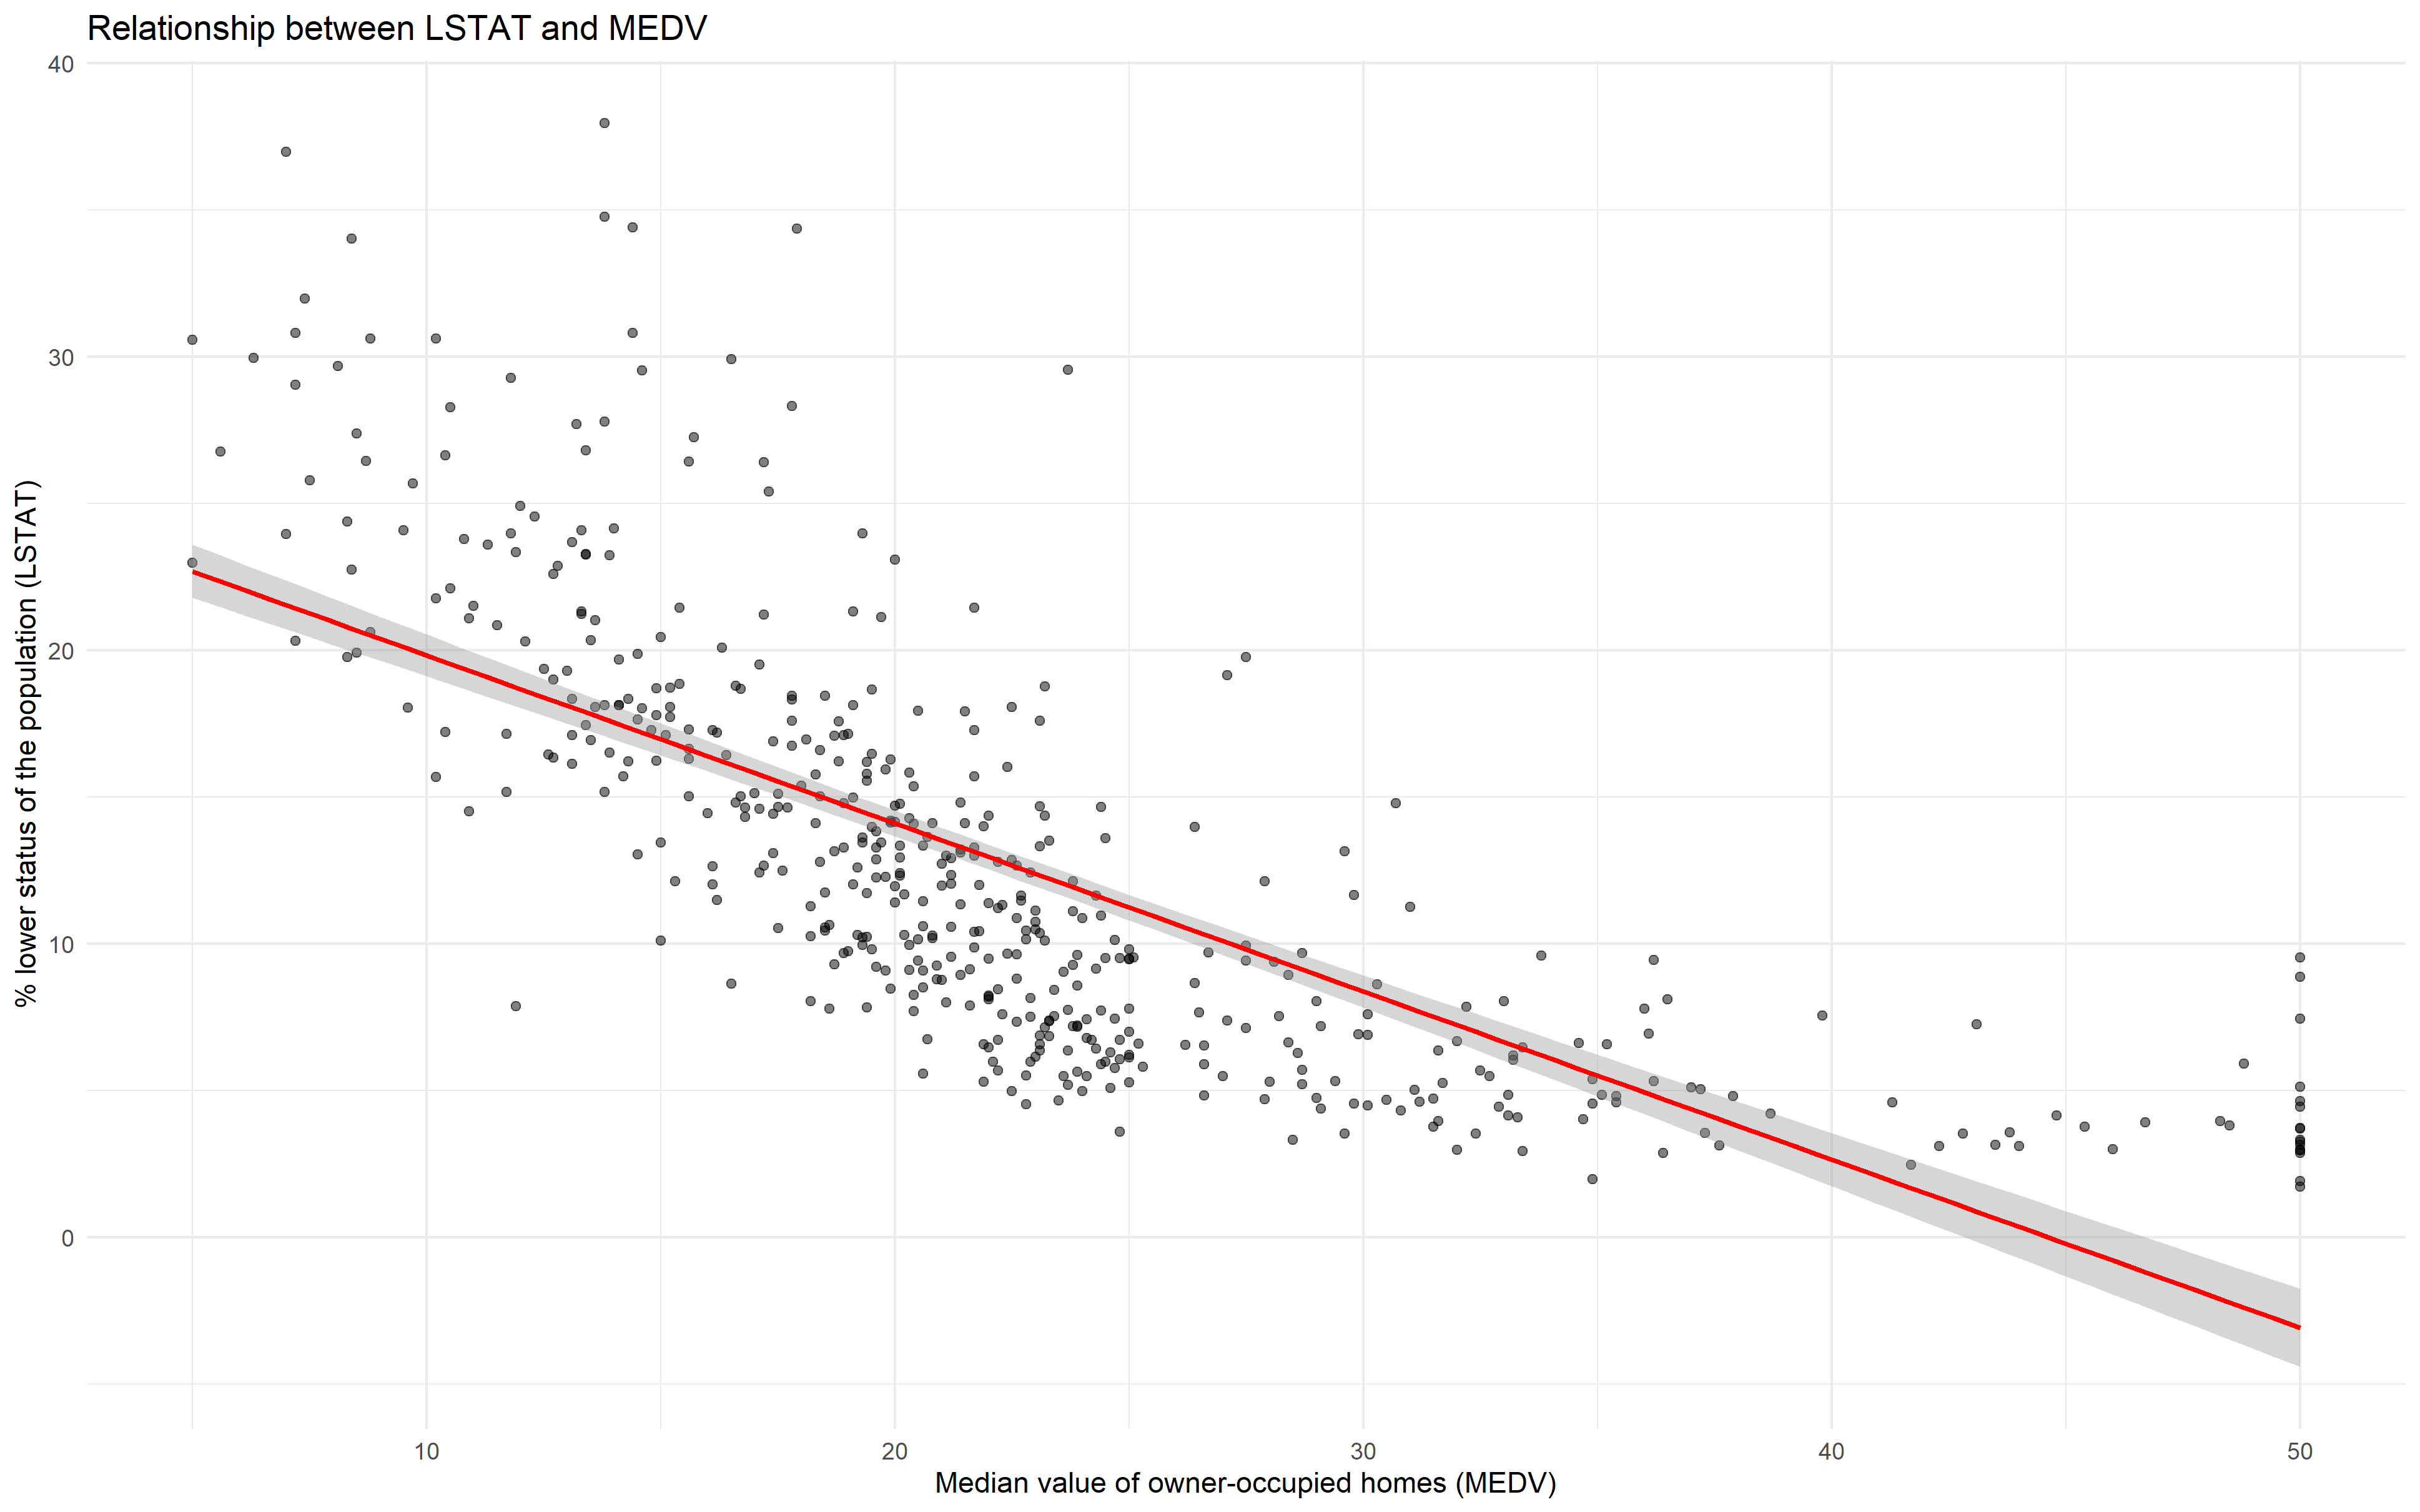 Relationship between LSTAT and MEDV
40
30
20
10
0
% lower status of the population (LSTAT)
10 20 30 40 50
Median value of owner-occupied homes (MEDV)